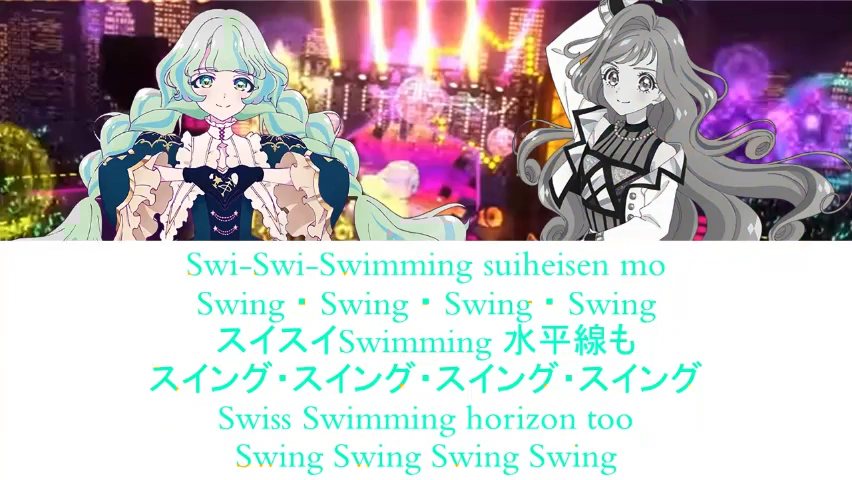 Swi-Swi-Swimming suiheisen mo
Swing・Swing・Swing・Swing
スイスイSwimming 水平線も
スイング・スイング・スイング・スイング
Swiss Swimming horizon too
Swing Swing Swing Swing